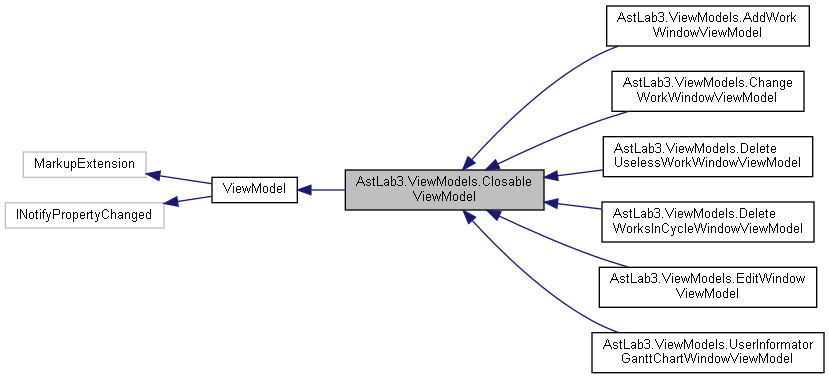 AstLab3.ViewModels.AddWork
WindowViewModel
AstLab3.ViewModels.Change
WorkWindowViewModel
MarkupExtension
INotifyPropertyChanged
ViewModel
AstLab3.ViewModels.Closable
ViewModel
AstLab3.ViewModels.Delete
UselessWorkWindowViewModel
AstLab3.ViewModels.Delete
WorksInCycleWindowViewModel
AstLab3.ViewModels.EditWindow
ViewModel
AstLab3.ViewModels.UserInformator
GanttChartWindowViewModel